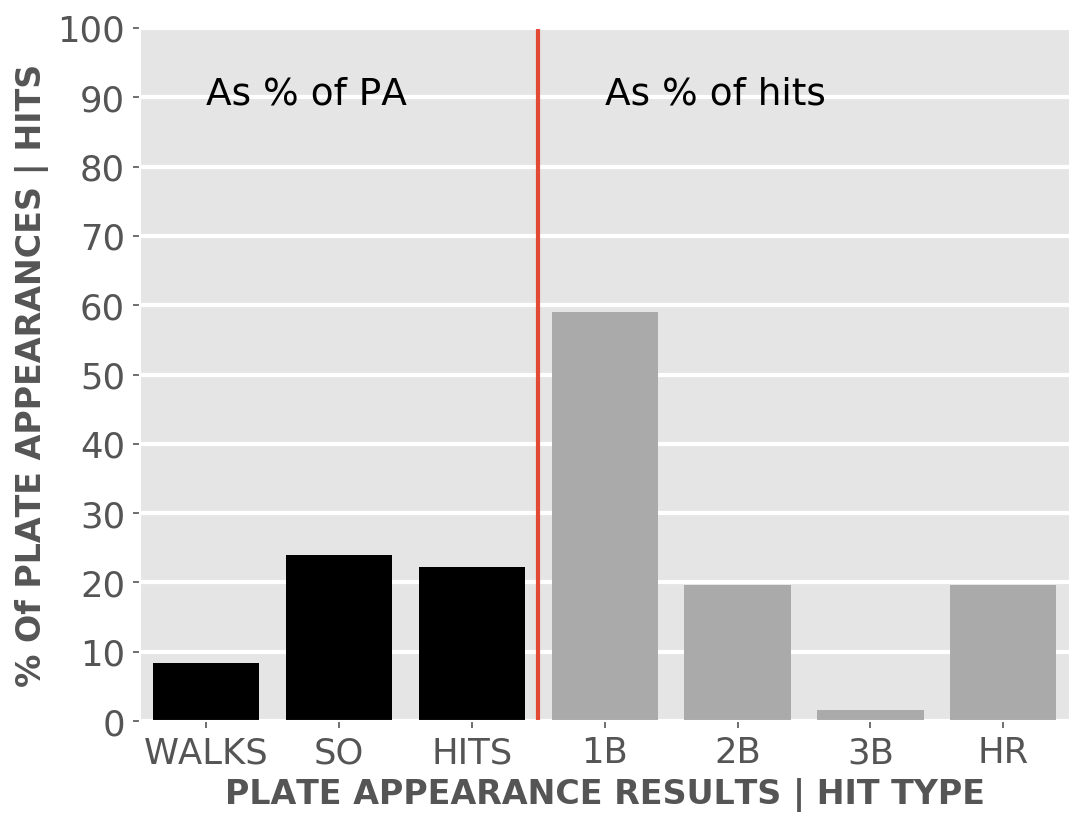 % Of PLATE APPEARANCES | HITS
100
90
80
70
60
50
40
30
20
10
0
As % of PA
As % of hits
WALKS SO HITS 1B 2B 3B HR
PLATE APPEARANCE RESULTS | HIT TYPE